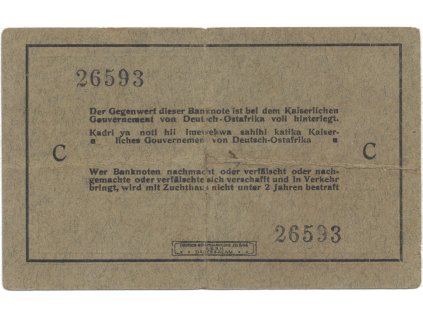 26593
Der Gegenwert dieser Banknote ist bei dem Kaiserlichen
Gouvernement von Deutsch-Ostafrika voll hinterlegt.
Kadri ya noti hii imewekwa sahihi katika Kaiser-
liches Gouvernement von Deutsch-Ostafrika
C
C
Wer Banknoten nachmacht oder verfälscht oder nach-
gemachte oder verfälschte sich verschafft und in Verkehr
bringt, wird mit Zuchthaus nicht unter 2 Jahren bestraft
26593
DARESSALAM